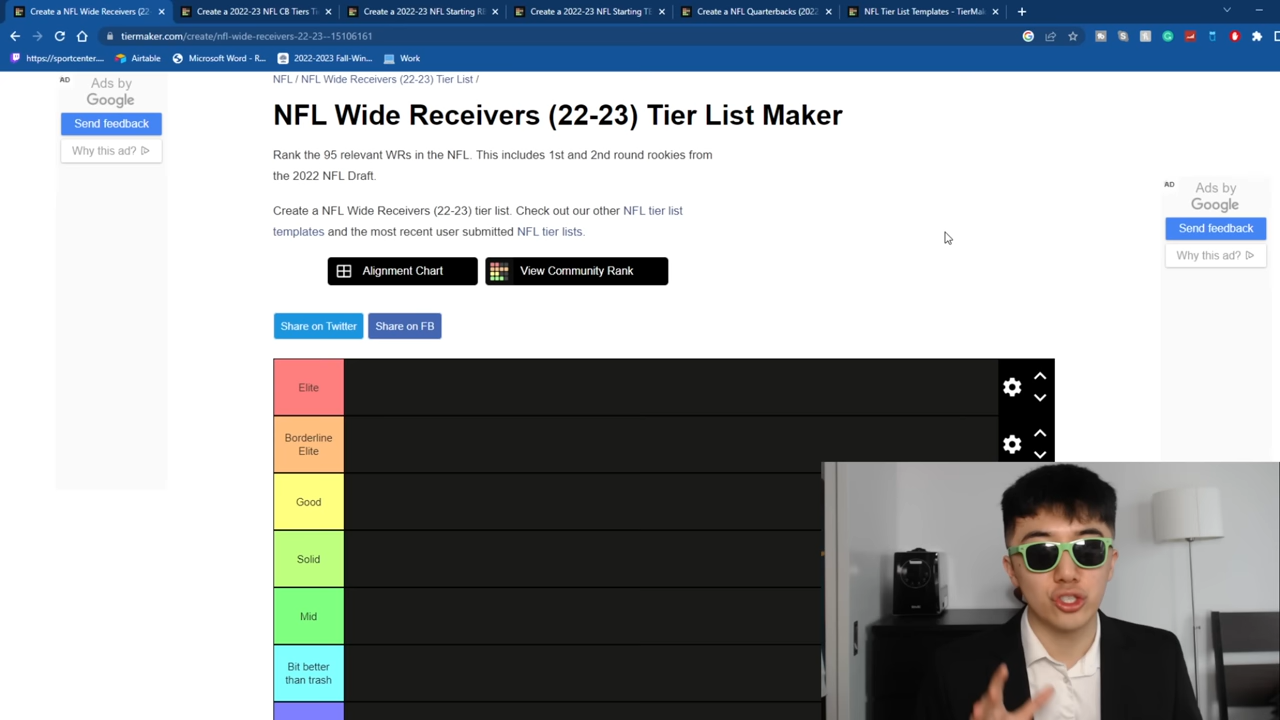 Create a NFL Wide Receivers (22-
Create a 2022-23 NFL CB Tiers Ti
Create a 2022-23 NFL Starting R
Create a 2022-23 NFL Starting T
Create a NFL Quarterbacks (202
NFL Tier List Templates - TierMak
tiermaker.com/create/nfl-wide-receivers-22-23--15106161
https://sportcenter....
Airtable
Microsoft Word - R...
2022-2023 Fall-Win...
Work
AD
Ads by
Google
Send feedback
Why this ad?
NFL / NFL Wide Receivers (22-23) Tier List /
NFL Wide Receivers (22-23) Tier List Maker
Rank the 95 relevant WRs in the NFL. This includes 1st and 2nd round rookies from
the 2022 NFL Draft.
Create a NFL Wide Receivers (22-23) tier list. Check out our other NFL tier list
templates and the most recent user submitted NFL tier lists.
Alignment Chart
View Community Rank
Share on Twitter
Share on FB
AD
Ads by
Google
Send feedback
Why this ad?
Elite
Borderline
Elite
Good
Solid
Mid
Bit better
than trash